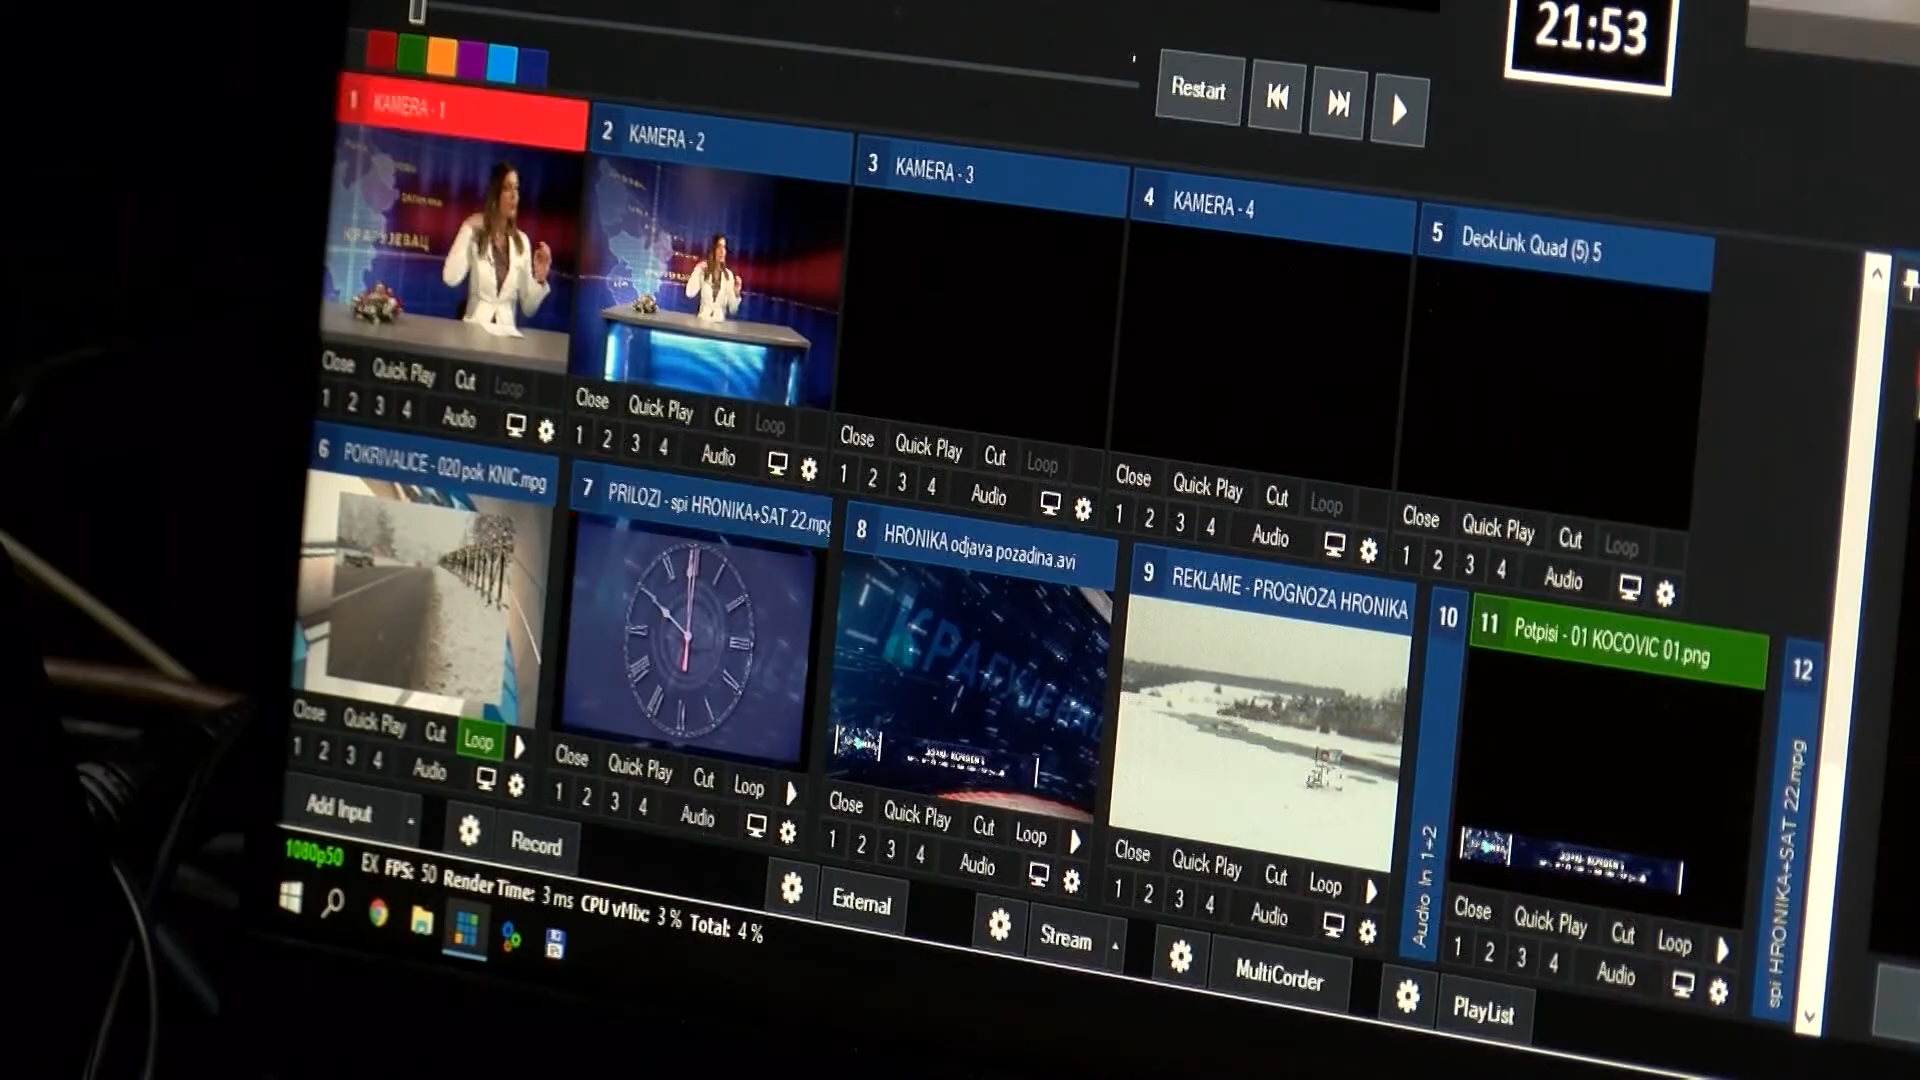 21:53
Restart
1 KAMERA - 1
2 KAMERA - 2
3 KAMERA - 3
4 KAMERA - 4
5 DeckLink Quad (5) 5
КРАГУЈЕВАЦ
Close Quick Play Cut Loop
1 2 3 4 Audio
Close Quick Play Cut Loop
1 2 3 4 Audio
Close Quick Play Cut Loop
1 2 3 4 Audio
Close Quick Play Cut Loop
1 2 3 4 Audio
Close Quick Play Cut Loop
1 2 3 4 Audio
6 POKRIVALICE - 020 pok KNIC.mpg
7 PRILOZI - spi HRONIKA+SAT 22.mpg
8 HRONIKA odjava pozadina.avi
9 REKLAME - PROGNOZA HRONIKA
10
Audio In 1+2
11 Potpisi - 01 KOCOVIC 01.png
12
spi HRONIKA+SAT 22.mpg
Close Quick Play Cut Loop
1 2 3 4 Audio
Close Quick Play Cut Loop
1 2 3 4 Audio
Close Quick Play Cut Loop
1 2 3 4 Audio
Close Quick Play Cut Loop
1 2 3 4 Audio
Close Quick Play Cut Loop
1 2 3 4 Audio
Add Input
Record
External
Stream
MultiCorder
PlayList
1080p50 EX FPS: 50 Render Time: 3 ms CPU vMix: 3 % Total: 4 %